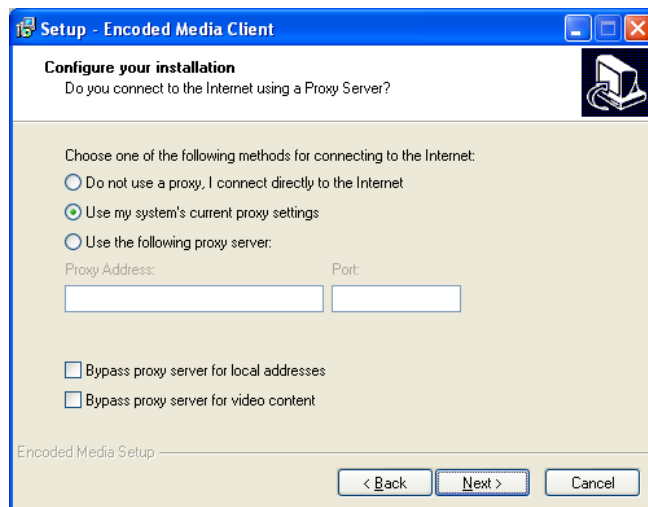 Setup - Encoded Media Client
Configure your installation
Do you connect to the Internet using a Proxy Server?
Choose one of the following methods for connecting to the Internet:
Do not use a proxy, I connect directly to the Internet
Use my system's current proxy settings
Use the following proxy server:
Proxy Address: Port:
Bypass proxy server for local addresses
Bypass proxy server for video content
Encoded Media Setup
< Back Next > Cancel